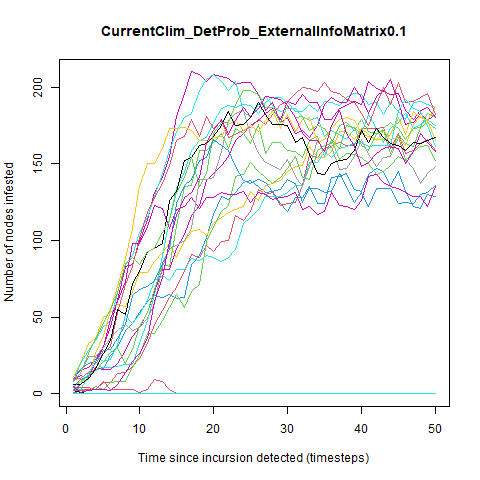 CurrentClim_DetProb_ExternalInfoMatrix0.1
Number of nodes infested
200
150
100
50
0
0 10 20 30 40 50
Time since incursion detected (timesteps)